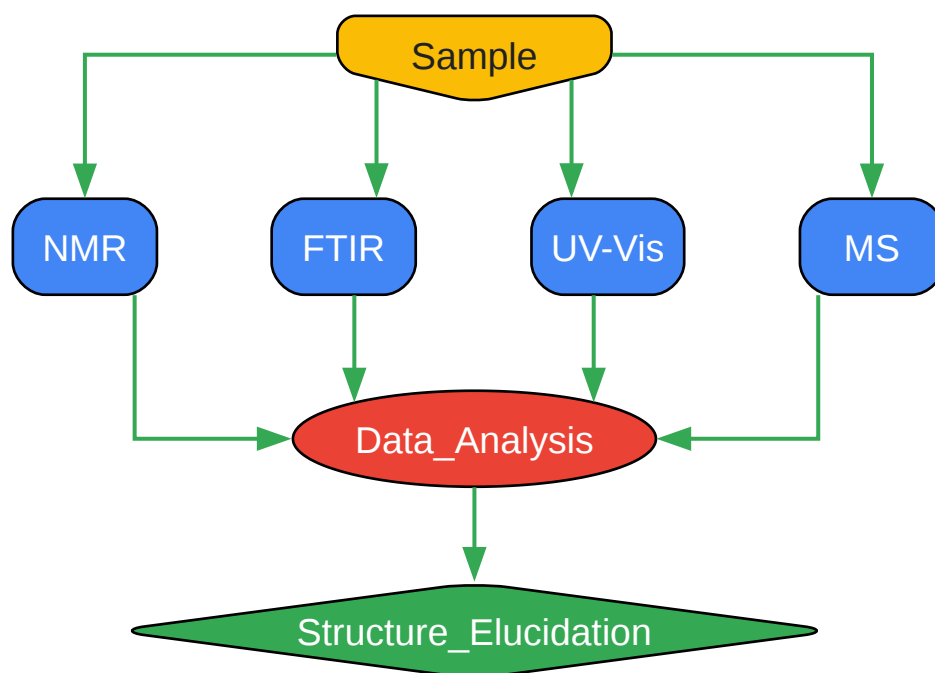 Sample
NMR
FTIR
UV-Vis
MS
Data_Analysis
Structure_Elucidation